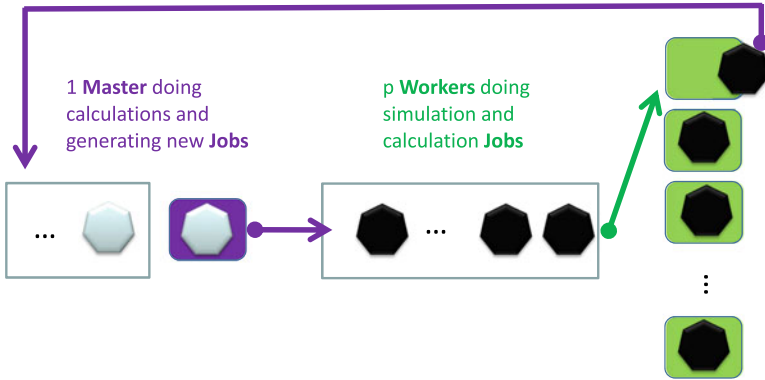 1 Master doing
calculations and
generating new Jobs
p Workers doing
simulation and
calculation Jobs
...
...
...